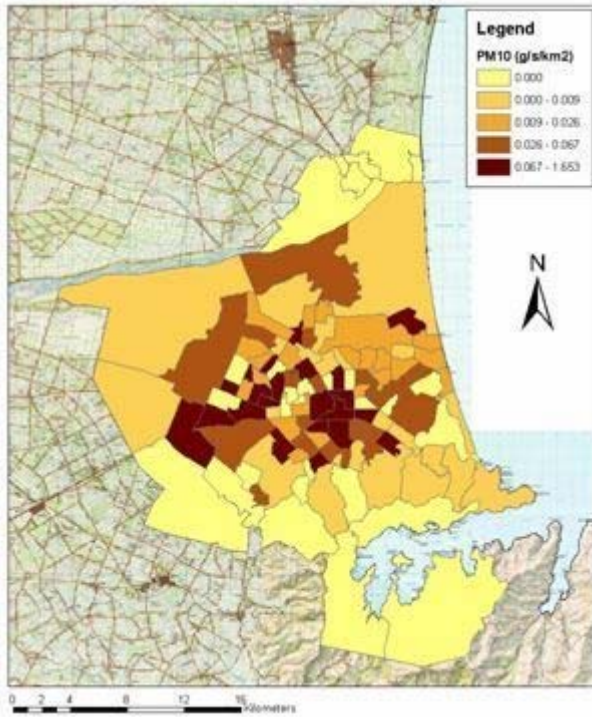 Legend
PM10 (g/s/km2)
0.000
0.000 - 0.009
0.009 - 0.026
0.026 - 0.067
0.067 - 1.653
N
0 2 4 8 12 16
Kilometers